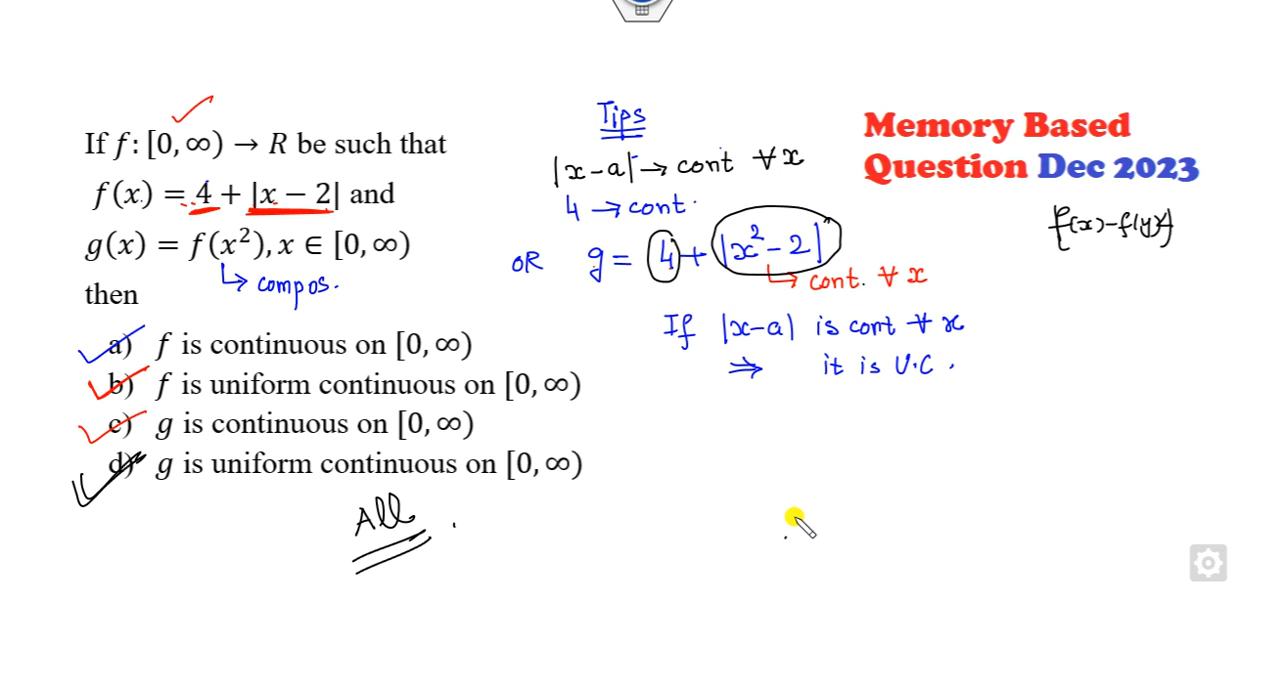 If f: [0, ∞) → R be such that
f(x) = 4 + |x − 2| and
g(x) = f(x²), x ∈ [0, ∞)
↳ compos.
then
a) f is continuous on [0, ∞)
b) f is uniform continuous on [0, ∞)
c) g is continuous on [0, ∞)
d) g is uniform continuous on [0, ∞)
All.
Tips
|x-a| → cont ∀ x
4 → cont.
OR g = 4 + |x² - 2|
↳ cont. ∀ x
If |x-a| is cont ∀ x
⇒ it is U.C.
Memory Based
Question Dec 2023